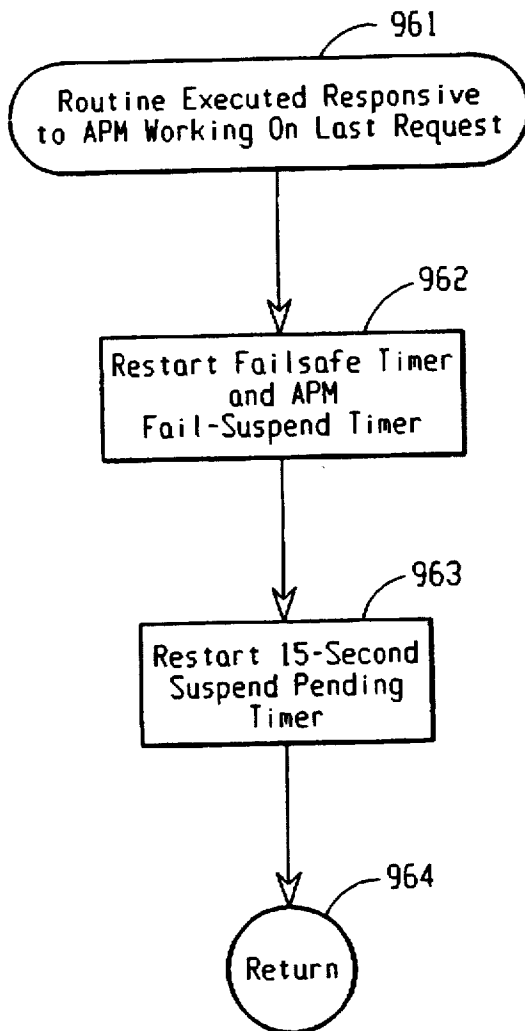 961
Routine Executed Responsive
to APM Working On Last Request
962
Restart Failsafe Timer
and APM
Fail-Suspend Timer
963
Restart 15-Second
Suspend Pending
Timer
964
Return